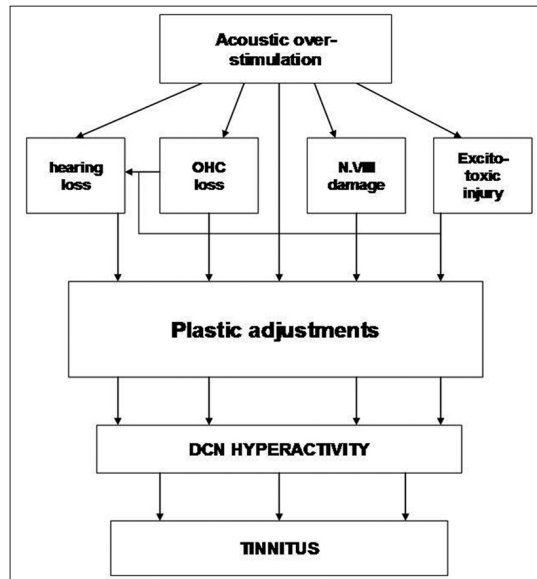 Acoustic over-
stimulation
hearing
loss
OHC
loss
N.VIII
damage
Excito-
toxic
injury
Plastic adjustments
DCN HYPERACTIVITY
TINNITUS